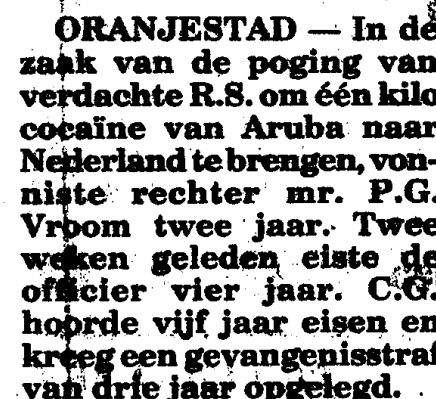 ORANJESTAD — In de
zaak van de poging van
verdachte R.S. om één kilo
cocaïne van Aruba naar
Nederland te brengen, von-
niste rechter mr. P.G.
Vroom twee jaar. Twee
weken geleden eiste de
officier vier jaar. C.G.
hoorde vijf jaar eisen en
kreeg een gevangenisstraf
van drie jaar opgelegd.